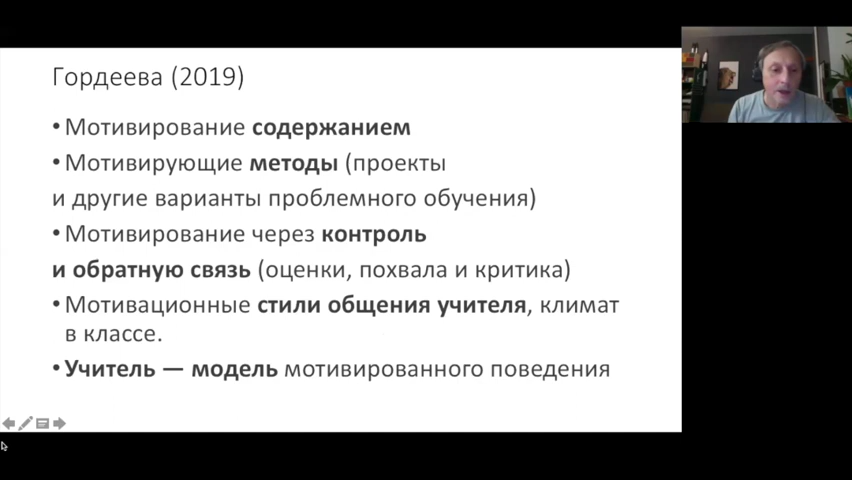 Гордеева (2019)
• Мотивирование содержанием
• Мотивирующие методы (проекты
и другие варианты проблемного обучения)
• Мотивирование через контроль
и обратную связь (оценки, похвала и критика)
• Мотивационные стили общения учителя, климат
в классе.
• Учитель — модель мотивированного поведения